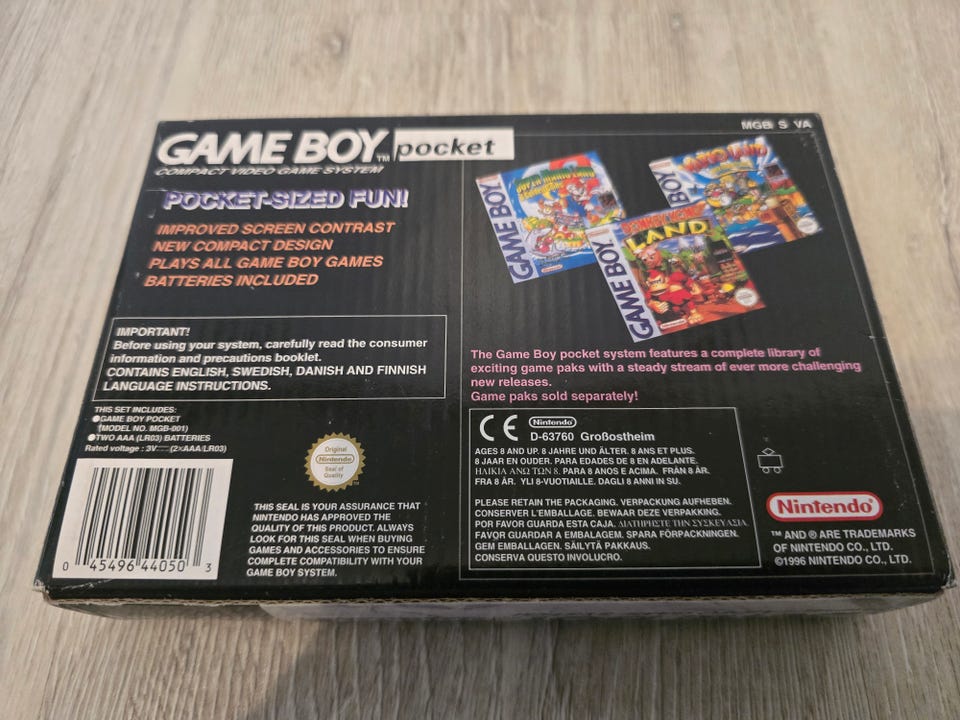 GAME BOY™ pocket
COMPACT VIDEO GAME SYSTEM
POCKET-SIZED FUN!
IMPROVED SCREEN CONTRAST
NEW COMPACT DESIGN
PLAYS ALL GAME BOY GAMES
BATTERIES INCLUDED
IMPORTANT!
Before using your system, carefully read the consumer
information and precautions booklet.
CONTAINS ENGLISH, SWEDISH, DANISH AND FINNISH
LANGUAGE INSTRUCTIONS.
THIS SET INCLUDES:
●GAME BOY POCKET
(MODEL NO. MGB-001)
●TWO AAA (LR03) BATTERIES
Rated voltage : 3V⎓(2×AAA/LR03)
0 45496 44050 3
Original
Nintendo
Seal of
Quality
THIS SEAL IS YOUR ASSURANCE THAT
NINTENDO HAS APPROVED THE
QUALITY OF THIS PRODUCT. ALWAYS
LOOK FOR THIS SEAL WHEN BUYING
GAMES AND ACCESSORIES TO ENSURE
COMPLETE COMPATIBILITY WITH YOUR
GAME BOY SYSTEM.
MGB S VA
GAME BOY
SUPER MARIO LAND 2
GAME BOY
WARIO LAND
GAME BOY
DONKEY KONG
LAND
The Game Boy pocket system features a complete library of
exciting game paks with a steady stream of ever more challenging
new releases.
Game paks sold separately!
CE Nintendo®
D-63760 Großostheim
AGES 8 AND UP. 8 JAHRE UND ÄLTER. 8 ANS ET PLUS.
8 JAAR EN OUDER. PARA EDADES DE 8 EN ADELANTE.
ΗΛΙΚΙΑ ΑΝΩ ΤΩΝ 8. PARA 8 ANOS E ACIMA. FRÅN 8 ÅR.
FRA 8 ÅR. YLI 8-VUOTIAILLE. DAGLI 8 ANNI IN SU.
PLEASE RETAIN THE PACKAGING. VERPACKUNG AUFHEBEN.
CONSERVER L'EMBALLAGE. BEWAAR DEZE VERPAKKING.
POR FAVOR GUARDA ESTA CAJA. ΔΙΑΤΗΡΗΣΤΕ ΤΗΝ ΣΥΣΚΕΥΑΣΙΑ.
FAVOR GUARDAR A EMBALAGEM. SPARA FÖRPACKNINGEN.
GEM EMBALLAGEN. SÄILYTÄ PAKKAUS.
CONSERVA QUESTO INVOLUCRO.
Nintendo®
™ AND ® ARE TRADEMARKS
OF NINTENDO CO., LTD.
©1996 NINTENDO CO., LTD.